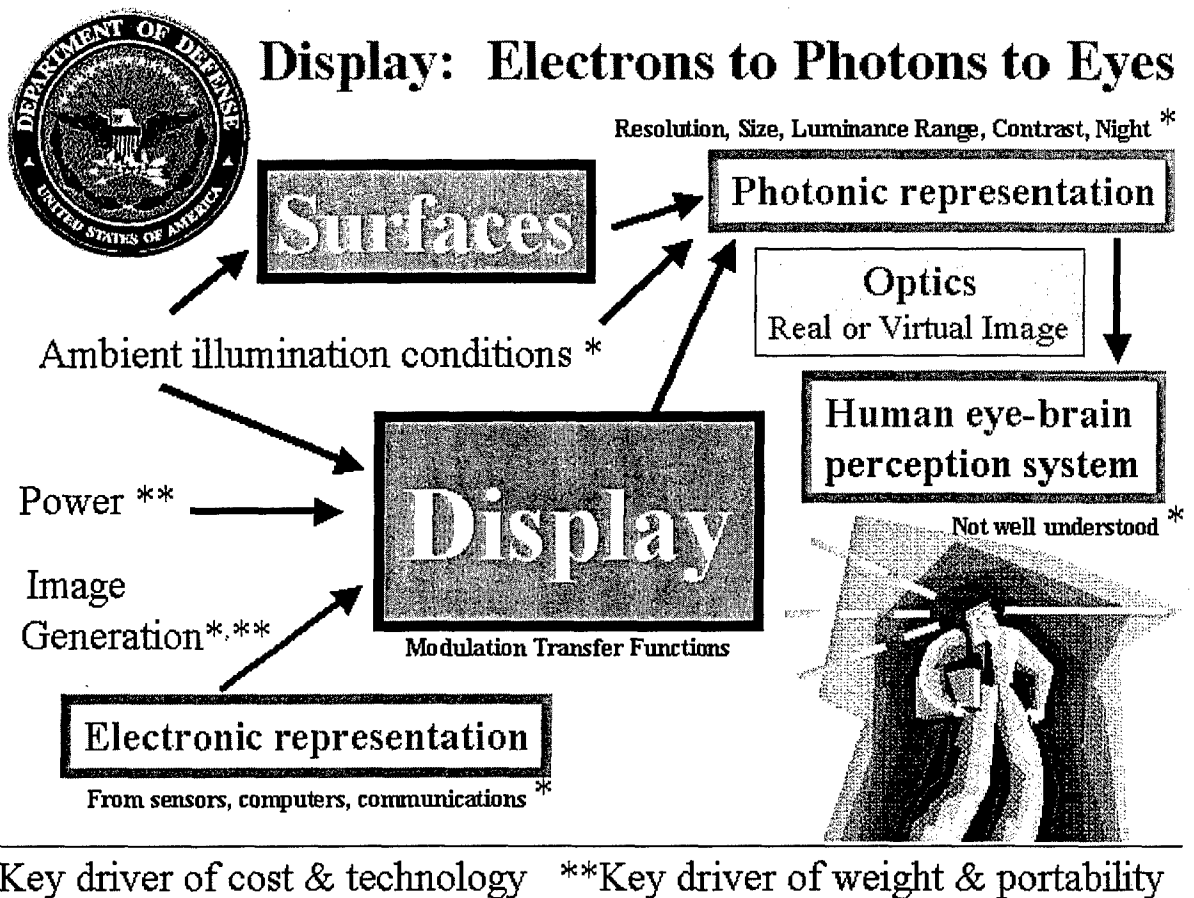 DEPARTMENT OF DEFENSE
UNITED STATES OF AMERICA
Display: Electrons to Photons to Eyes
Resolution, Size, Luminance Range, Contrast, Night *
Surfaces
Photonic representation
Optics
Real or Virtual Image
Ambient illumination conditions *
Human eye-brain
perception system
Not well understood *
Power **
Display
Modulation Transfer Functions
Image
Generation*,**
Electronic representation
From sensors, computers, communications *
Key driver of cost & technology **Key driver of weight & portability